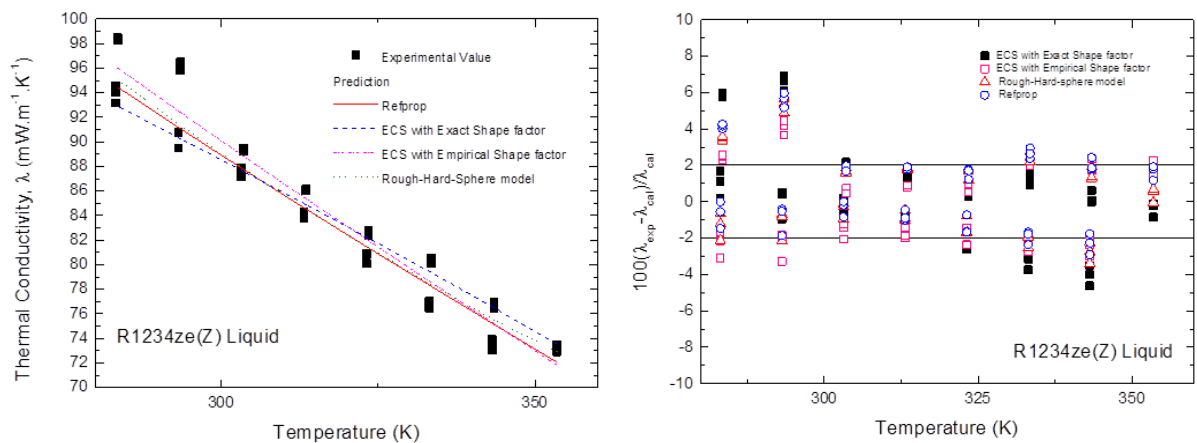 100
98
96
94
92
90
88
86
84
82
80
78
76
74
72
70
Thermal Conductivity, λ (mW.m⁻¹.K⁻¹)
Experimental Value
Prediction
Refprop
ECS with Exact Shape factor
ECS with Empirical Shape factor
Rough-Hard-Sphere model
R1234ze(Z) Liquid
300
325
350
Temperature (K)
10
8
6
4
2
0
-2
-4
-6
-8
-10
100(λexp-λcal)/λcal
ECS with Exact Shape factor
ECS with Empirical Shape factor
Rough-Hard-sphere model
Refprop
R1234ze(Z) Liquid
300
325
350
Temperature (K)